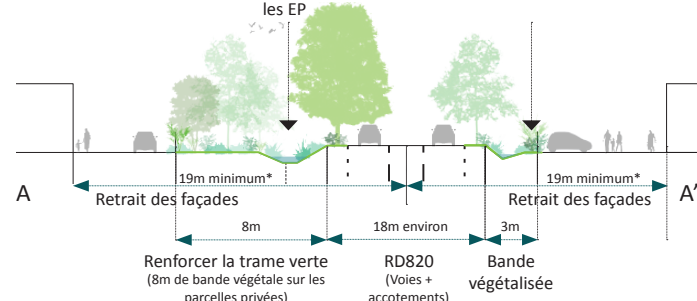 les EP
19m minimum* 19m minimum*
A Retrait des façades Retrait des façades A'
8m 18m environ 3m
Renforcer la trame verte RD820 Bande
(8m de bande végétale sur les (Voies + végétalisée
parcelles privées) accotements)